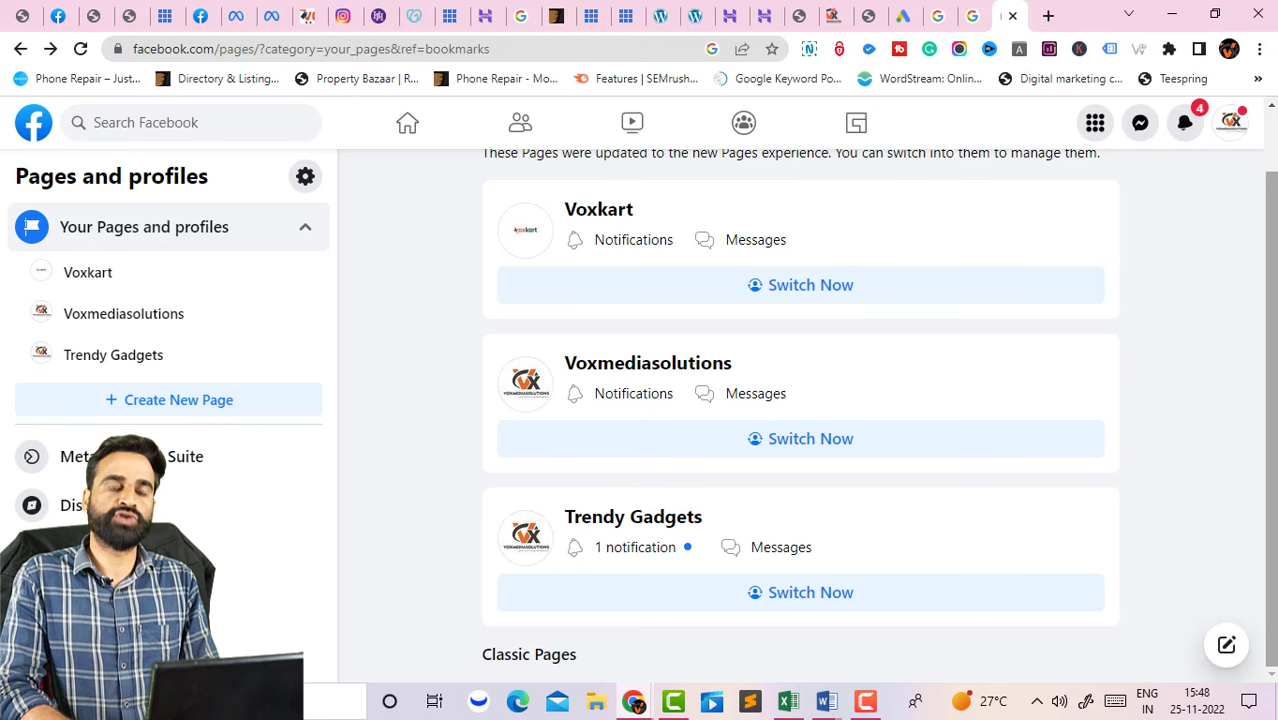 facebook.com/pages/?category=your_pages&ref=bookmarks
Phone Repair – Just... Directory & Listing... Property Bazaar | R... Phone Repair - Mo... Features | SEMrush... Google Keyword Po... WordStream: Onlin... Digital marketing c... Teespring »
Search Facebook
4
These Pages were updated to the new Pages experience. You can switch into them to manage them.
Pages and profiles
Your Pages and profiles
Voxkart
Voxmediasolutions
Trendy Gadgets
+ Create New Page
Meta Suite
Dis
Voxkart
Notifications Messages
Switch Now
Voxmediasolutions
Notifications Messages
Switch Now
Trendy Gadgets
1 notification Messages
Switch Now
Classic Pages
27°C
ENG
IN
15:48
25-11-2022